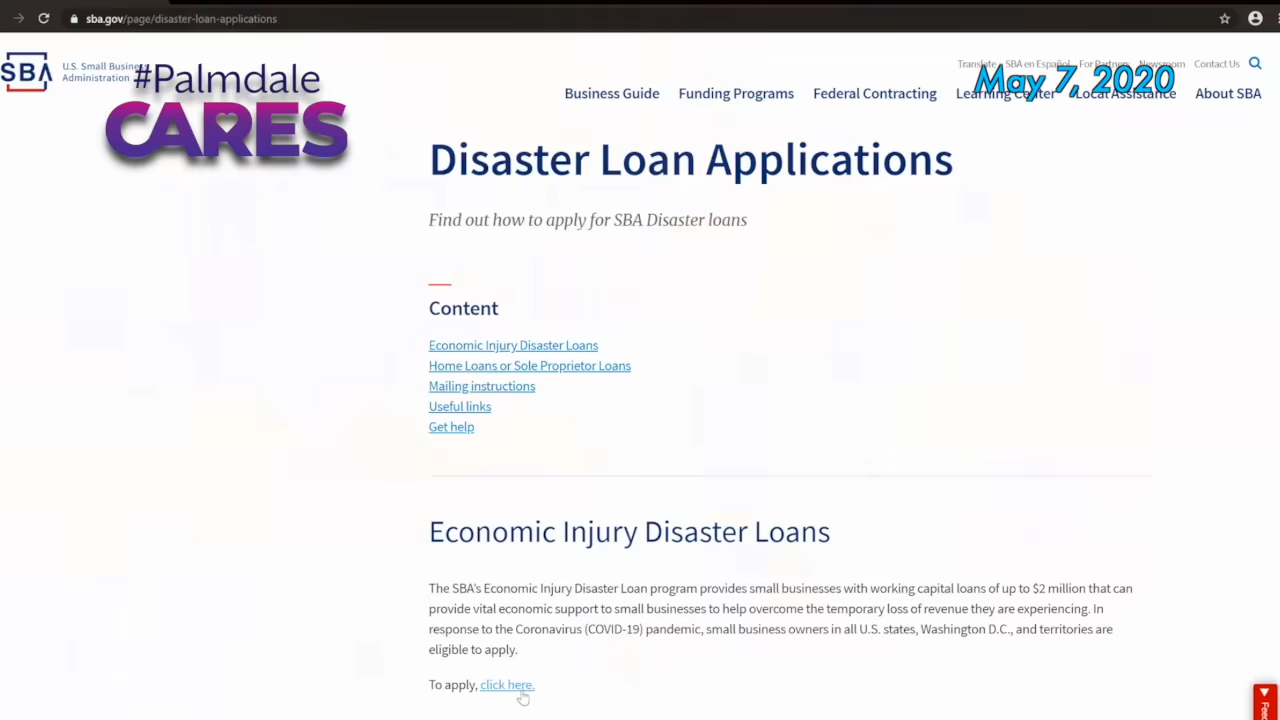 sba.gov/page/disaster-loan-applications
SBA
U.S. Small Business
Administration
#Palmdale
CARES
Translate SBA en Español For Partners Newsroom Contact Us
May 7, 2020
Business Guide Funding Programs Federal Contracting Learning Center Local Assistance About SBA
Disaster Loan Applications
Find out how to apply for SBA Disaster loans
Content
Economic Injury Disaster Loans
Home Loans or Sole Proprietor Loans
Mailing instructions
Useful links
Get help
Economic Injury Disaster Loans
The SBA's Economic Injury Disaster Loan program provides small businesses with working capital loans of up to $2 million that can
provide vital economic support to small businesses to help overcome the temporary loss of revenue they are experiencing. In
response to the Coronavirus (COVID-19) pandemic, small business owners in all U.S. states, Washington D.C., and territories are
eligible to apply.
To apply, click here.